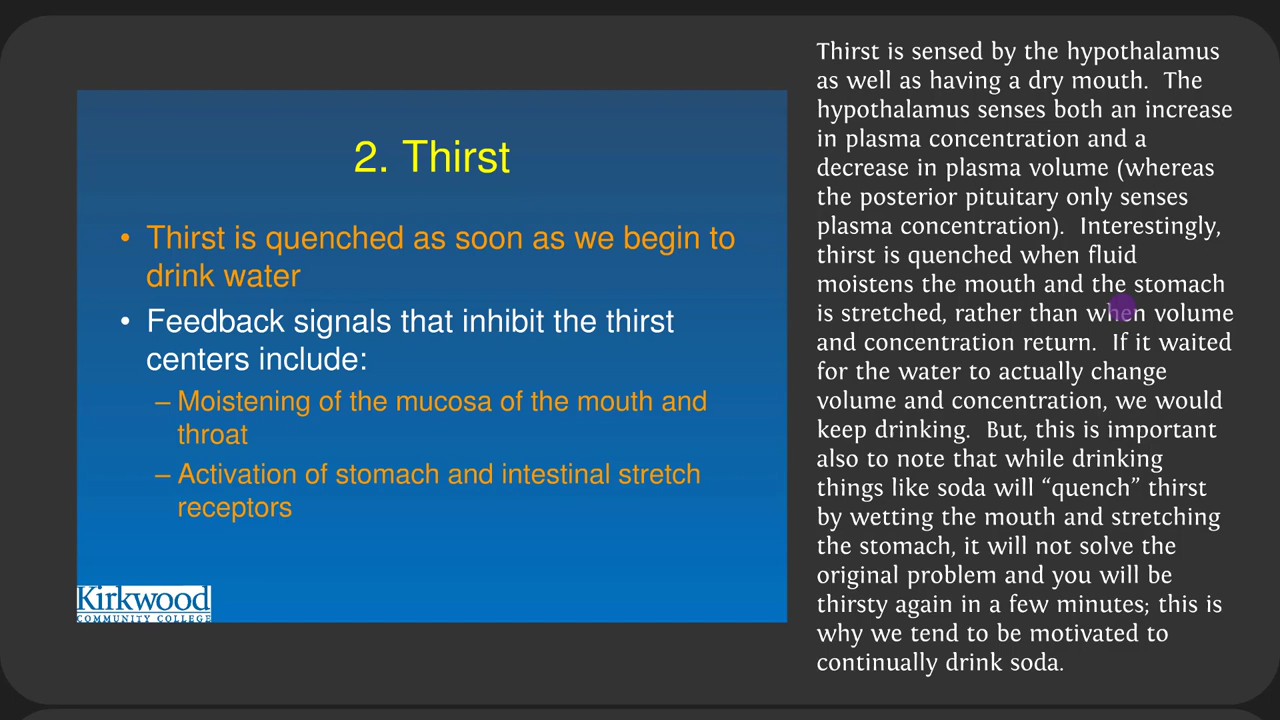 2. Thirst
• Thirst is quenched as soon as we begin to
drink water
• Feedback signals that inhibit the thirst
centers include:
– Moistening of the mucosa of the mouth and
throat
– Activation of stomach and intestinal stretch
receptors
Kirkwood
COMMUNITY COLLEGE
Thirst is sensed by the hypothalamus
as well as having a dry mouth.  The
hypothalamus senses both an increase
in plasma concentration and a
decrease in plasma volume (whereas
the posterior pituitary only senses
plasma concentration).  Interestingly,
thirst is quenched when fluid
moistens the mouth and the stomach
is stretched, rather than when volume
and concentration return.  If it waited
for the water to actually change
volume and concentration, we would
keep drinking.  But, this is important
also to note that while drinking
things like soda will “quench” thirst
by wetting the mouth and stretching
the stomach, it will not solve the
original problem and you will be
thirsty again in a few minutes; this is
why we tend to be motivated to
continually drink soda.